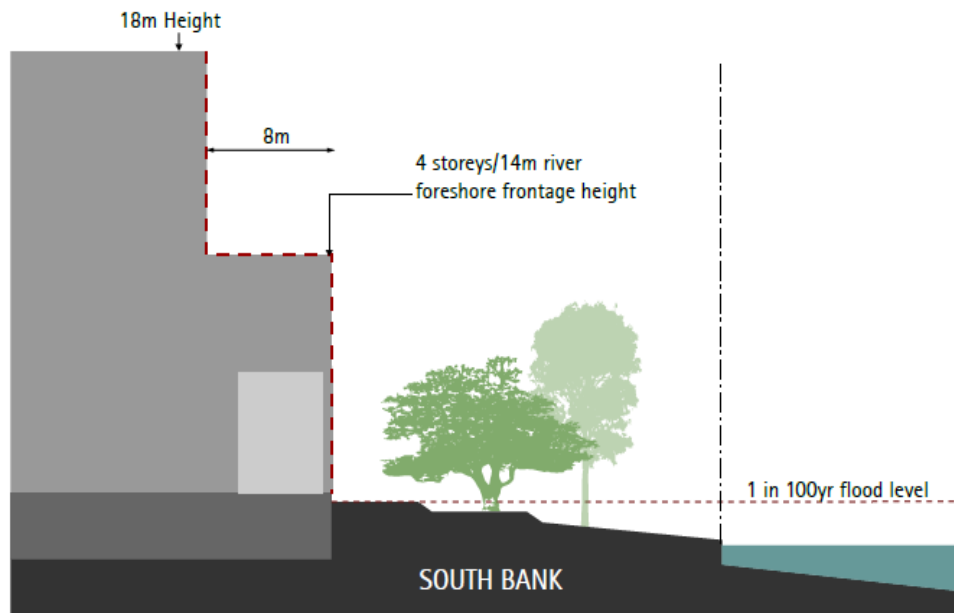 18m Height
8m
4 storeys/14m river
foreshore frontage height
1 in 100yr flood level
SOUTH BANK